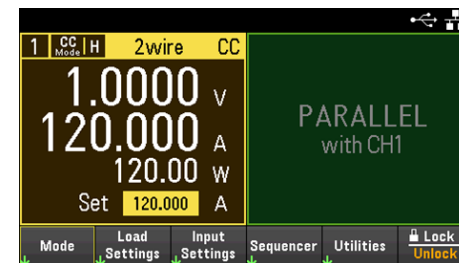 1 CC Mode H 2wire CC
1.0000 V
120.000 A
120.00 W
Set 120.000 A
PARALLEL
with CH1
Mode
Load Settings
Input Settings
Sequencer
Utilities
Lock
Unlock